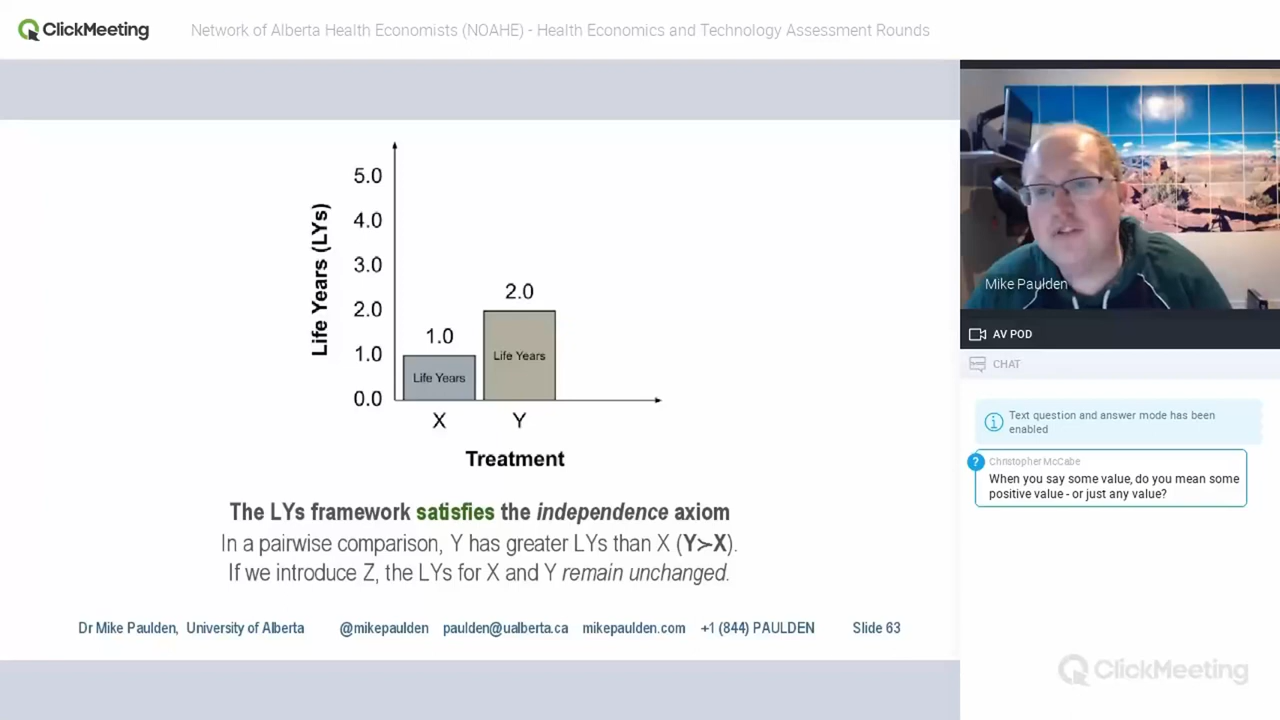 ClickMeeting
Network of Alberta Health Economists (NOAHE) - Health Economics and Technology Assessment Rounds
Life Years (LYs)
5.0
4.0
3.0
2.0
1.0
0.0
1.0
Life Years
2.0
Life Years
X
Y
Treatment
The LYs framework satisfies the independence axiom
In a pairwise comparison, Y has greater LYs than X (Y≻X).
If we introduce Z, the LYs for X and Y remain unchanged.
Dr Mike Paulden, University of Alberta
@mikepaulden
paulden@ualberta.ca
mikepaulden.com
+1 (844) PAULDEN
Slide 63
Mike Paulden
AV POD
CHAT
Text question and answer mode has been
enabled
?
Christopher McCabe
When you say some value, do you mean some
positive value - or just any value?
ClickMeeting